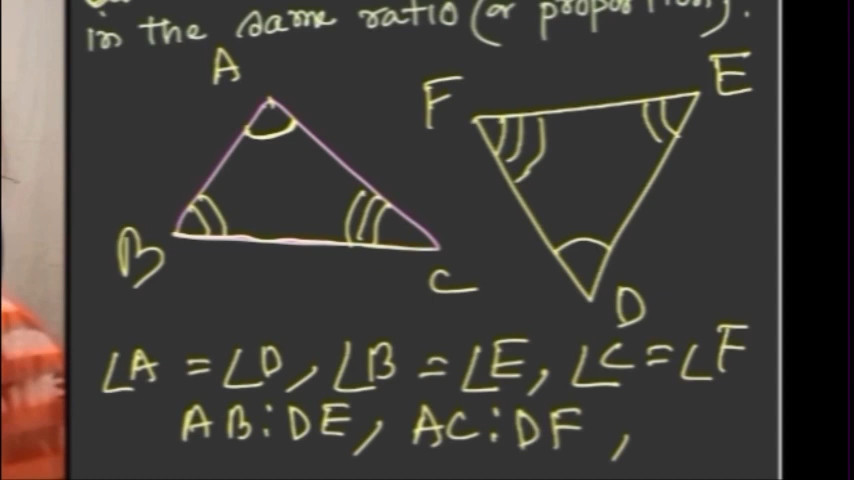 in the same ratio (or proportion).
A
F
E
B
C
D
∠A = ∠D, ∠B = ∠E, ∠C = ∠F
AB:DE, AC:DF,